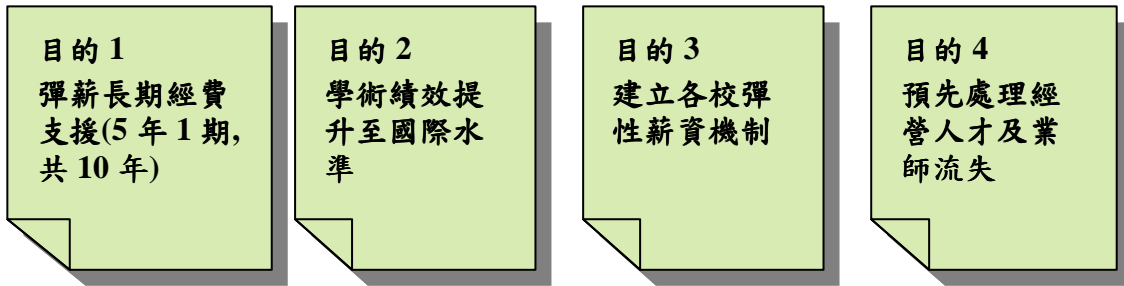 目的 1
彈薪長期經費
支援(5 年 1 期,
共 10 年)
目的 2
學術績效提
升至國際水
準
目的 3
建立各校彈
性薪資機制
目的 4
預先處理經
營人才及業
師流失